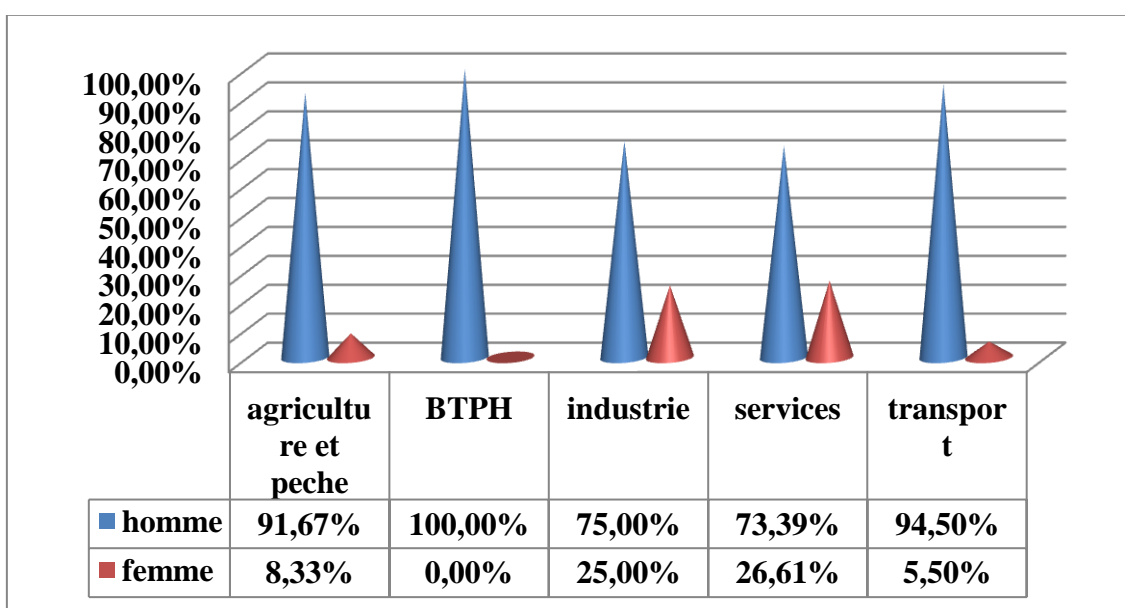 100,00%
90,00%
80,00%
70,00%
60,00%
50,00%
40,00%
30,00%
20,00%
10,00%
0,00%
agricultu
re et
peche
BTPH
industrie
services
transpor
t
homme 91,67% 100,00% 75,00% 73,39% 94,50%
femme 8,33% 0,00% 25,00% 26,61% 5,50%